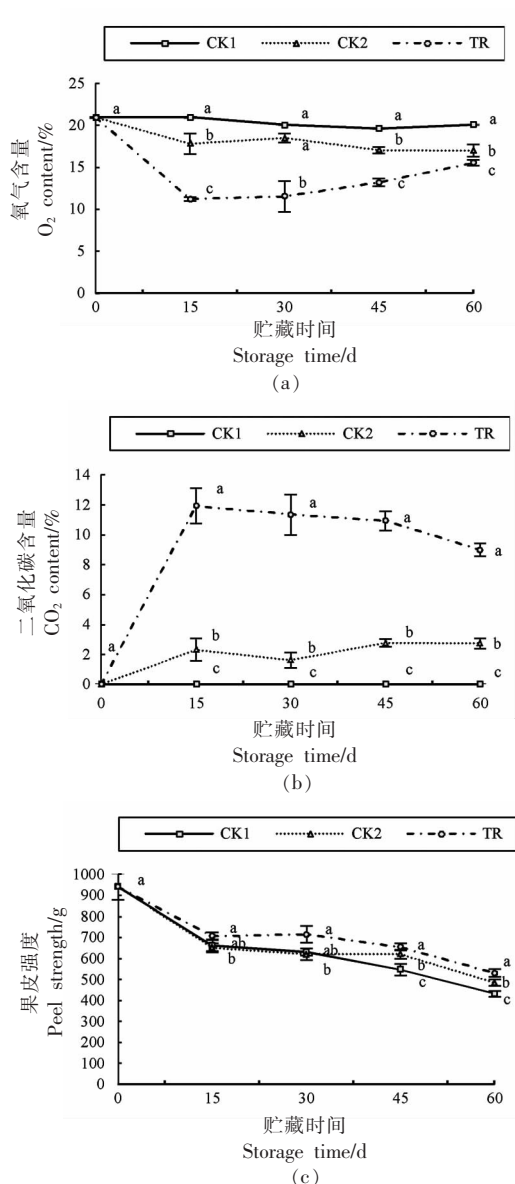 CK1 CK2 TR
25
20
15
10
5
0
氧气含量/%
O₂ content/%
a a a a a
b a b b
c b c c
0 15 30 45 60
贮藏时间
Storage time/d
(a)
CK1 CK2 TR
14
12
10
8
6
4
2
0
二氧化碳含量/%
CO₂ content/%
a a a a
a b b b b
c c c c
0 15 30 45 60
贮藏时间
Storage time/d
(b)
CK1 CK2 TR
1000
900
800
700
600
500
400
300
200
100
0
果皮强度
Peel strength/g
a a a a a
ab ab b b
b b c c
0 15 30 45 60
贮藏时间
Storage time/d
(c)